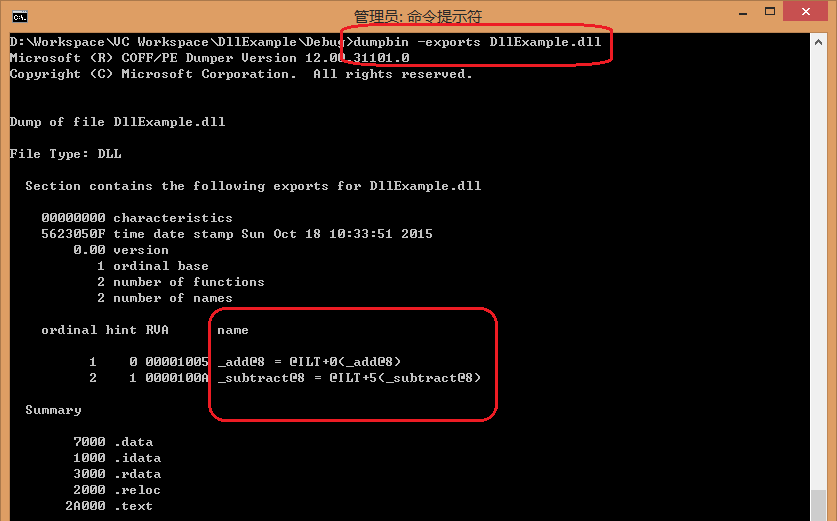 管理员: 命令提示符
D:\Workspace\VC Workspace\DllExample\Debug>dumpbin -exports DllExample.dll
Microsoft (R) COFF/PE Dumper Version 12.00.31101.0
Copyright (C) Microsoft Corporation.  All rights reserved.
Dump of file DllExample.dll
File Type: DLL
Section contains the following exports for DllExample.dll
00000000 characteristics
5623050F time date stamp Sun Oct 18 10:33:51 2015
0.00 version
1 ordinal base
2 number of functions
2 number of names
ordinal hint RVA      name
1    0 00001005 _add@8 = @ILT+0(_add@8)
2    1 0000100A _subtract@8 = @ILT+5(_subtract@8)
Summary
7000 .data
1000 .idata
3000 .rdata
2000 .reloc
2A000 .text